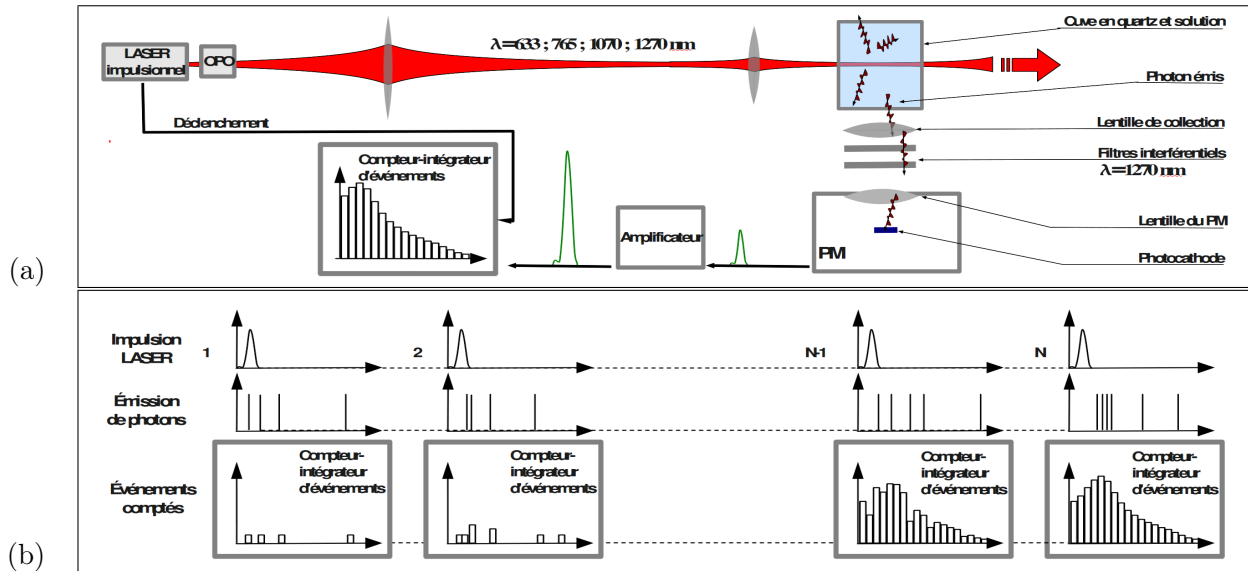 LASER
impulsionnel
OPO
λ=633 ; 765 ; 1070 ; 1270 nm
Cuve en quartz et solution
Photon émis
Déclenchement
Lentille de collection
Compteur-intégrateur
d'événements
Filtres interférentiels
λ=1270 nm
Amplificateur
PM
Lentille du PM
Photocathode
(a)
Impulsion
LASER
1
2
N-1
N
Émission
de photons
Événements
comptés
Compteur-
intégrateur
d'événements
Compteur-
intégrateur
d'événements
Compteur-
intégrateur
d'événements
Compteur-
intégrateur
d'événements
(b)